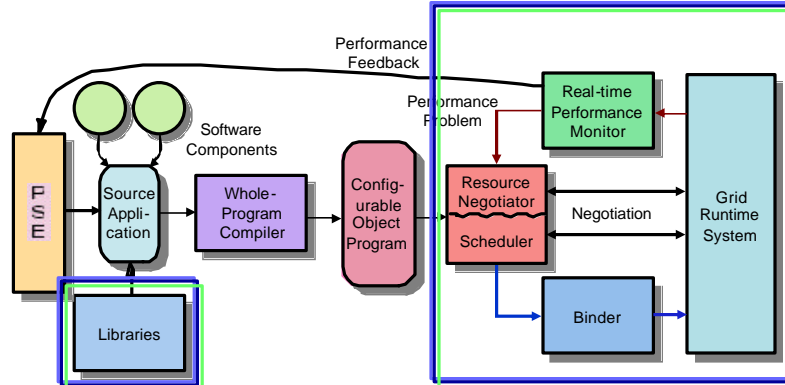 Performance
Feedback
Software
Components
P
S
E
Source
Appli-
cation
Whole-
Program
Compiler
Config-
urable
Object
Program
Libraries
Performance
Problem
Real-time
Performance
Monitor
Resource
Negotiator
Scheduler
Negotiation
Binder
Grid
Runtime
System